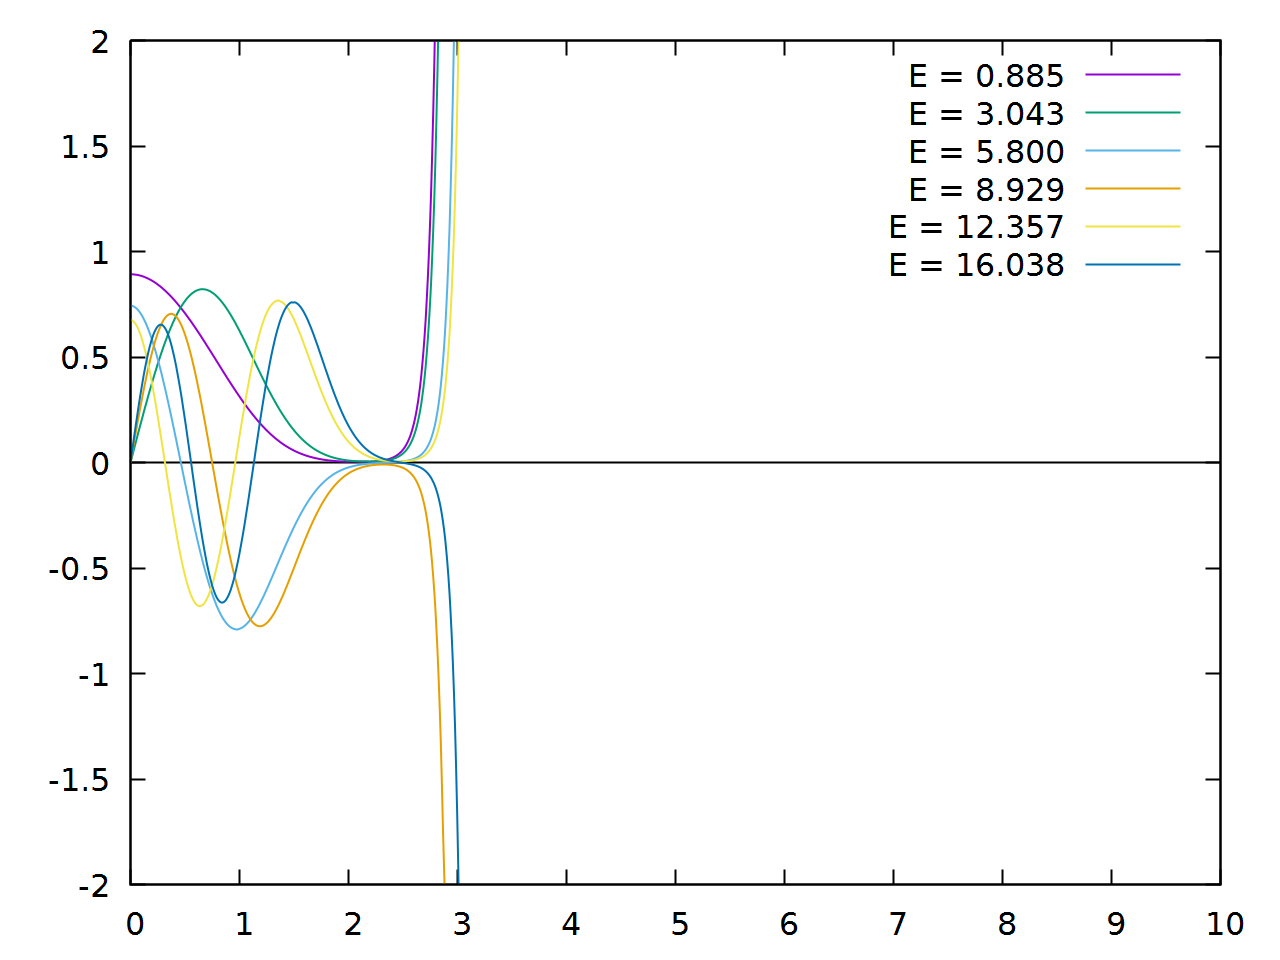 2
1.5
1
0.5
0
-0.5
-1
-1.5
-2
E = 0.885
E = 3.043
E = 5.800
E = 8.929
E = 12.357
E = 16.038
0 1 2 3 4 5 6 7 8 9 10